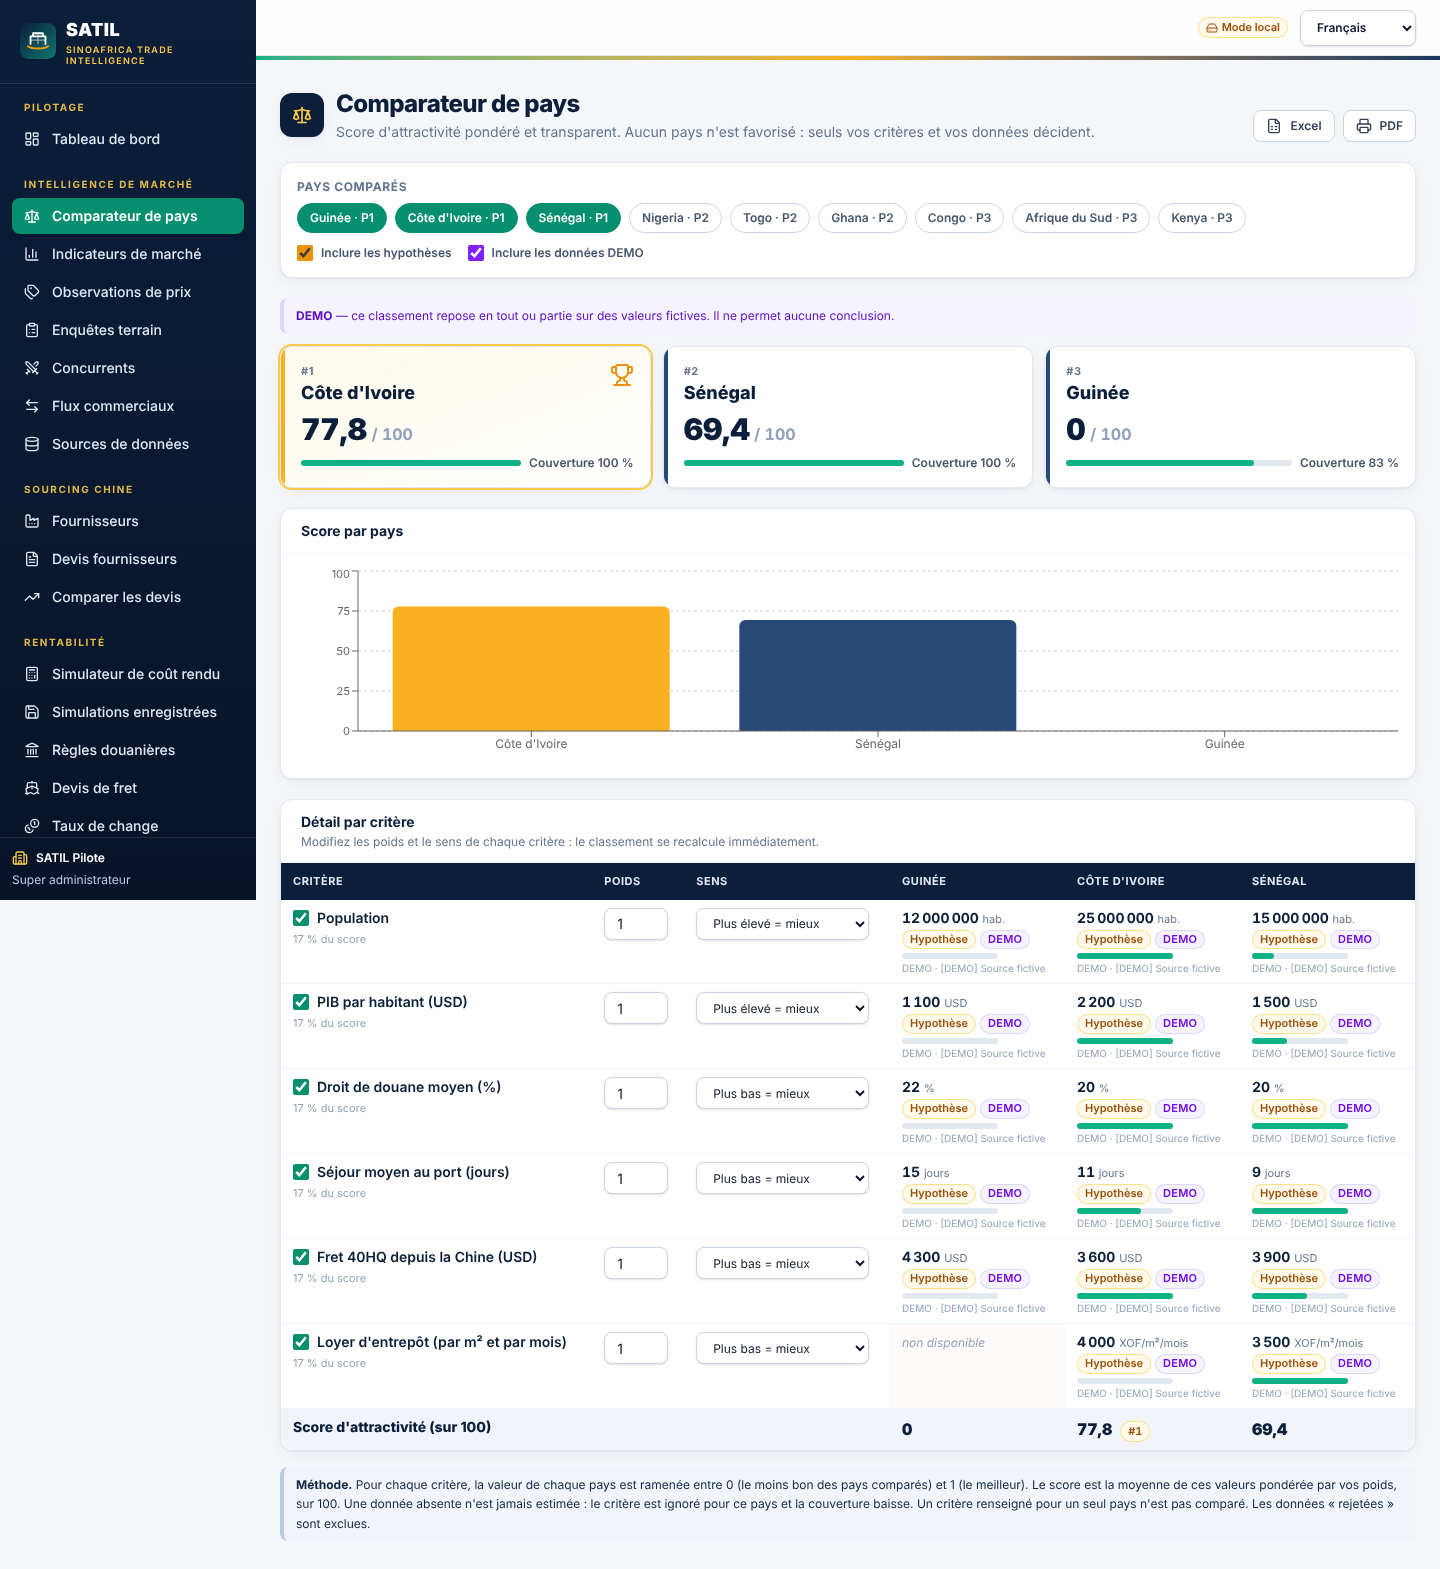 SATIL
SINOAFRICA TRADE
INTELLIGENCE
PILOTAGE
Tableau de bord
INTELLIGENCE DE MARCHÉ
Comparateur de pays
Indicateurs de marché
Observations de prix
Enquêtes terrain
Concurrents
Flux commerciaux
Sources de données
SOURCING CHINE
Fournisseurs
Devis fournisseurs
Comparer les devis
RENTABILITÉ
Simulateur de coût rendu
Simulations enregistrées
Règles douanières
Devis de fret
Taux de change
SATIL Pilote
Super administrateur
Mode local
Français
Comparateur de pays
Score d'attractivité pondéré et transparent. Aucun pays n'est favorisé : seuls vos critères et vos données décident.
Excel
PDF
PAYS COMPARÉS
Guinée · P1
Côte d'Ivoire · P1
Sénégal · P1
Nigeria · P2
Togo · P2
Ghana · P2
Congo · P3
Afrique du Sud · P3
Kenya · P3
Inclure les hypothèses
Inclure les données DEMO
DEMO — ce classement repose en tout ou partie sur des valeurs fictives. Il ne permet aucune conclusion.
#1
Côte d'Ivoire
77,8 / 100
Couverture 100 %
#2
Sénégal
69,4 / 100
Couverture 100 %
#3
Guinée
0 / 100
Couverture 83 %
Score par pays
100
75
50
25
0
Côte d'Ivoire
Sénégal
Guinée
Détail par critère
Modifiez les poids et le sens de chaque critère : le classement se recalcule immédiatement.
CRITÈRE POIDS SENS GUINÉE CÔTE D'IVOIRE SÉNÉGAL
Population 1 Plus élevé = mieux 12 000 000 hab. 25 000 000 hab. 15 000 000 hab.
17 % du score Hypothèse DEMO Hypothèse DEMO Hypothèse DEMO
DEMO · [DEMO] Source fictive DEMO · [DEMO] Source fictive DEMO · [DEMO] Source fictive
PIB par habitant (USD) 1 Plus élevé = mieux 1 100 USD 2 200 USD 1 500 USD
17 % du score Hypothèse DEMO Hypothèse DEMO Hypothèse DEMO
DEMO · [DEMO] Source fictive DEMO · [DEMO] Source fictive DEMO · [DEMO] Source fictive
Droit de douane moyen (%) 1 Plus bas = mieux 22 % 20 % 20 %
17 % du score Hypothèse DEMO Hypothèse DEMO Hypothèse DEMO
DEMO · [DEMO] Source fictive DEMO · [DEMO] Source fictive DEMO · [DEMO] Source fictive
Séjour moyen au port (jours) 1 Plus bas = mieux 15 jours 11 jours 9 jours
17 % du score Hypothèse DEMO Hypothèse DEMO Hypothèse DEMO
DEMO · [DEMO] Source fictive DEMO · [DEMO] Source fictive DEMO · [DEMO] Source fictive
Fret 40HQ depuis la Chine (USD) 1 Plus bas = mieux 4 300 USD 3 600 USD 3 900 USD
17 % du score Hypothèse DEMO Hypothèse DEMO Hypothèse DEMO
DEMO · [DEMO] Source fictive DEMO · [DEMO] Source fictive DEMO · [DEMO] Source fictive
Loyer d'entrepôt (par m² et par mois) 1 Plus bas = mieux non disponible 4 000 XOF/m²/mois 3 500 XOF/m²/mois
17 % du score Hypothèse DEMO Hypothèse DEMO
DEMO · [DEMO] Source fictive DEMO · [DEMO] Source fictive
Score d'attractivité (sur 100) 0 77,8 #1 69,4
Méthode. Pour chaque critère, la valeur de chaque pays est ramenée entre 0 (le moins bon des pays comparés) et 1 (le meilleur). Le score est la moyenne de ces valeurs pondérée par vos poids,
sur 100. Une donnée absente n'est jamais estimée : le critère est ignoré pour ce pays et la couverture baisse. Un critère renseigné pour un seul pays n'est pas comparé. Les données « rejetées »
sont exclues.